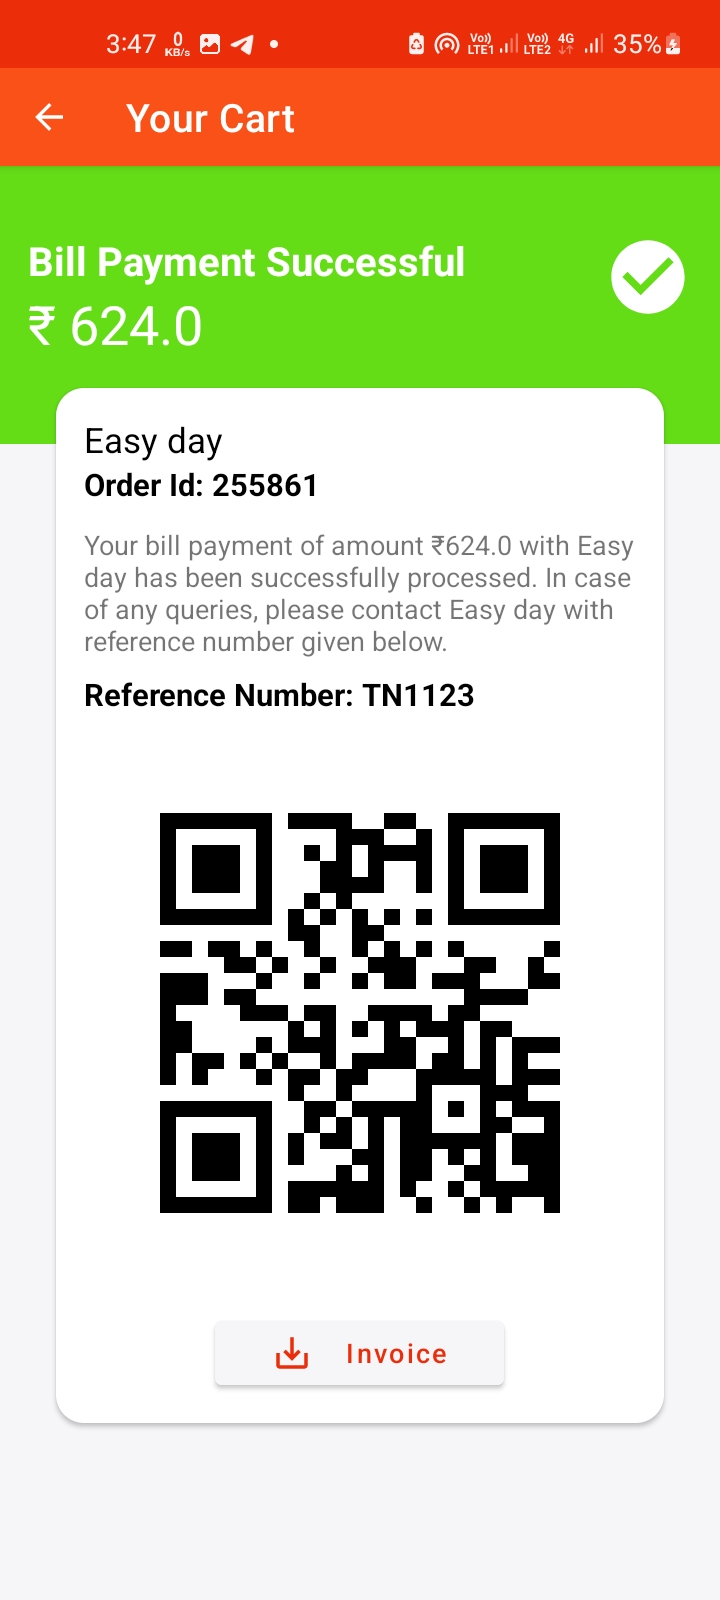 3:47 0 KB/s Vo)) LTE1 Vo)) LTE2 4G 35%
Your Cart
Bill Payment Successful
₹ 624.0
Easy day
Order Id: 255861
Your bill payment of amount ₹624.0 with Easy
day has been successfully processed. In case
of any queries, please contact Easy day with
reference number given below.
Reference Number: TN1123
Invoice